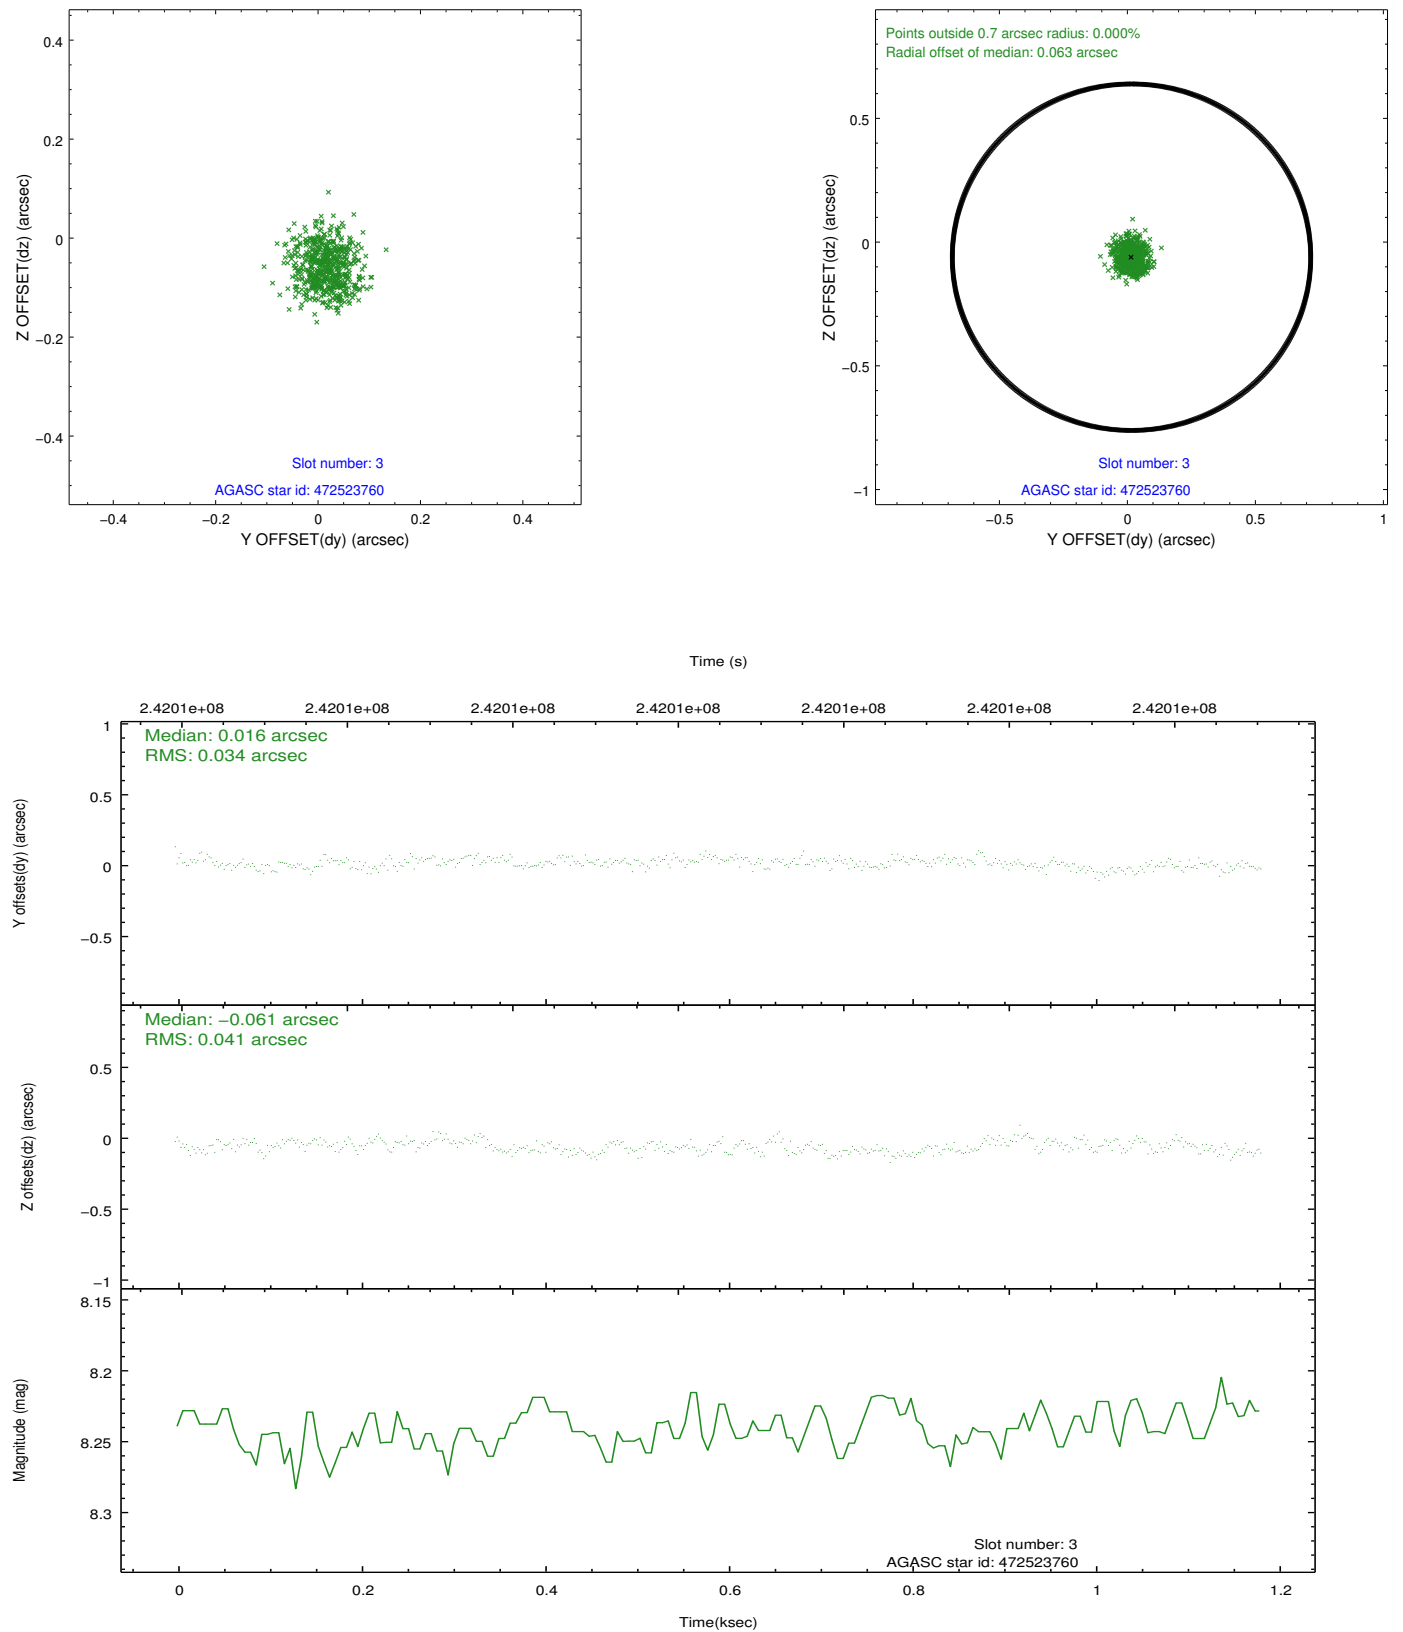 0.4
0.2
0
−0.2
−0.4
Z OFFSET(dz) (arcsec)
Slot number: 3
AGASC star id: 472523760
−0.4 −0.2 0 0.2 0.4
Y OFFSET(dy) (arcsec)
Points outside 0.7 arcsec radius: 0.000%
Radial offset of median: 0.063 arcsec
0.5
0
−0.5
−1
Z OFFSET(dz) (arcsec)
Slot number: 3
AGASC star id: 472523760
−0.5 0 0.5 1
Y OFFSET(dy) (arcsec)
Time (s)
2.4201e+08 2.4201e+08 2.4201e+08 2.4201e+08 2.4201e+08 2.4201e+08 2.4201e+08
Median: 0.016 arcsec
RMS: 0.034 arcsec
1
0.5
0
−0.5
Y offsets(dy) (arcsec)
Median: −0.061 arcsec
RMS: 0.041 arcsec
0.5
0
−0.5
−1
Z offsets(dz) (arcsec)
8.15
8.2
8.25
8.3
Magnitude (mag)
Slot number: 3
AGASC star id: 472523760
0 0.2 0.4 0.6 0.8 1 1.2
Time(ksec)